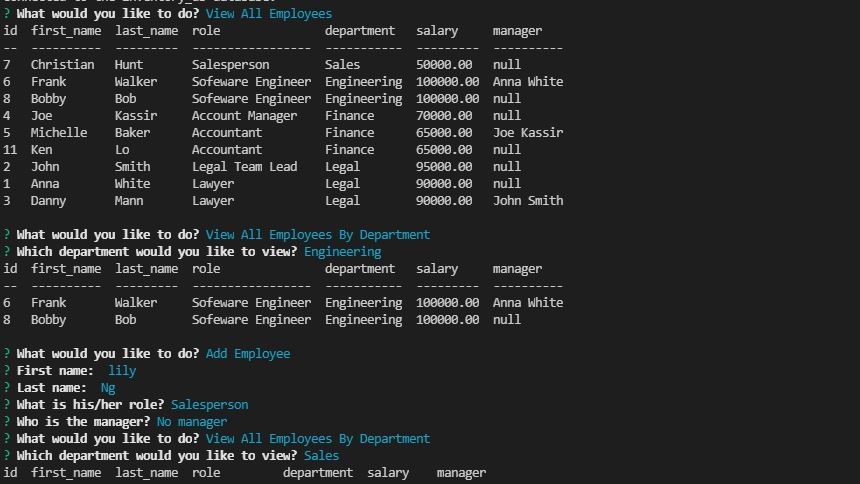 ? What would you like to do? View All Employees
id  first_name  last_name  role               department   salary     manager
--  ----------  ---------  -----------------  -----------  ---------  ----------
7   Christian   Hunt       Salesperson        Sales        50000.00   null
6   Frank       Walker     Sofeware Engineer  Engineering  100000.00  Anna White
8   Bobby       Bob        Sofeware Engineer  Engineering  100000.00  null
4   Joe         Kassir     Account Manager    Finance      70000.00   null
5   Michelle    Baker      Accountant         Finance      65000.00   Joe Kassir
11  Ken         Lo         Accountant         Finance      65000.00   null
2   John        Smith      Legal Team Lead    Legal        95000.00   null
1   Anna        White      Lawyer             Legal        90000.00   null
3   Danny       Mann       Lawyer             Legal        90000.00   John Smith
? What would you like to do? View All Employees By Department
? Which department would you like to view? Engineering
id  first_name  last_name  role               department   salary     manager
--  ----------  ---------  -----------------  -----------  ---------  ----------
6   Frank       Walker     Sofeware Engineer  Engineering  100000.00  Anna White
8   Bobby       Bob        Sofeware Engineer  Engineering  100000.00  null
? What would you like to do? Add Employee
? First name:  lily
? Last name:  Ng
? What is his/her role? Salesperson
? Who is the manager? No manager
? What would you like to do? View All Employees By Department
? Which department would you like to view? Sales
id  first_name  last_name  role         department  salary    manager